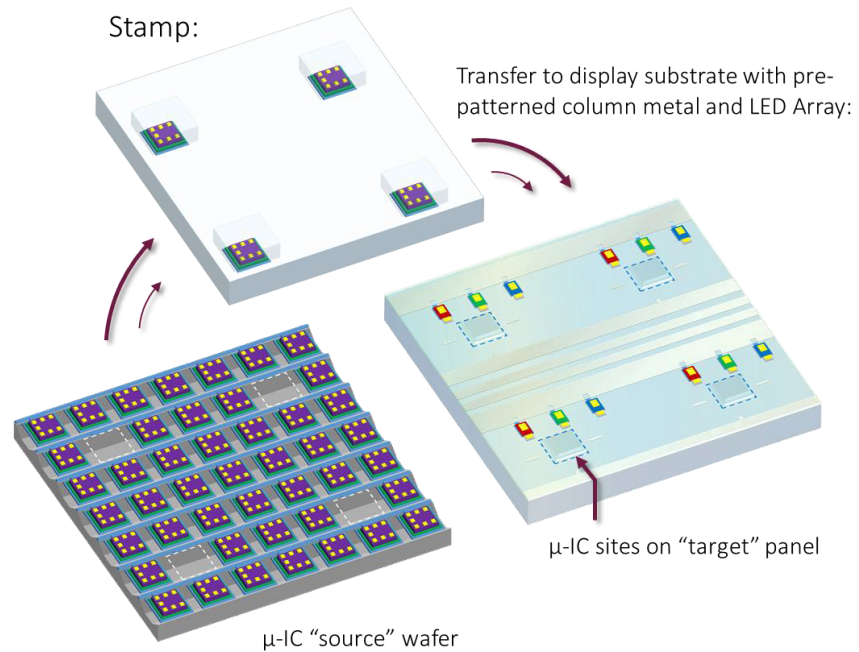 Stamp:
Transfer to display substrate with pre-
patterned column metal and LED Array:
μ-IC sites on “target” panel
μ-IC “source” wafer